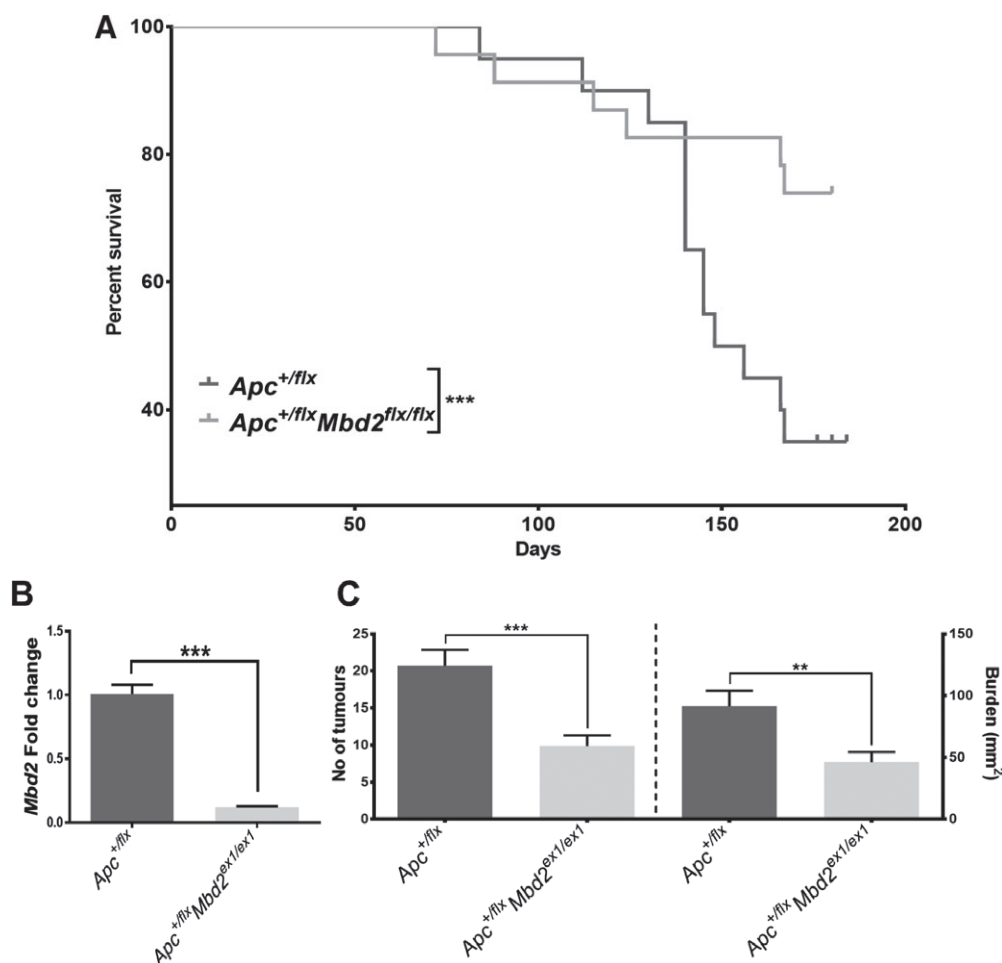 A
100
80
60
40
Percent survival
Apc+/flx
Apc+/flxMbd2flx/flx
***
0
50
100
150
200
Days
B
1.5
1.0
0.5
0.0
Mbd2 Fold change
***
Apc+/flx
Apc+/flxMbd2ex1/ex1
C
25
20
15
10
5
0
No of tumours
***
**
150
100
50
0
Burden (mm2)
Apc+/flx
Apc+/flxMbd2ex1/ex1
Apc+/flx
Apc+/flxMbd2ex1/ex1